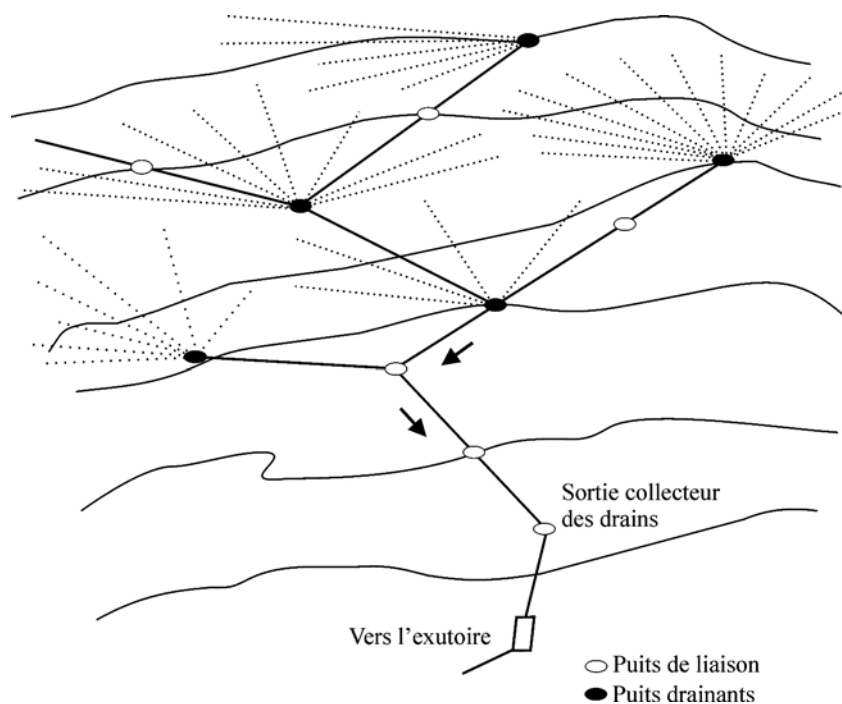 Sortie collecteur
des drains
Vers l'exutoire
Puits de liaison
Puits drainants